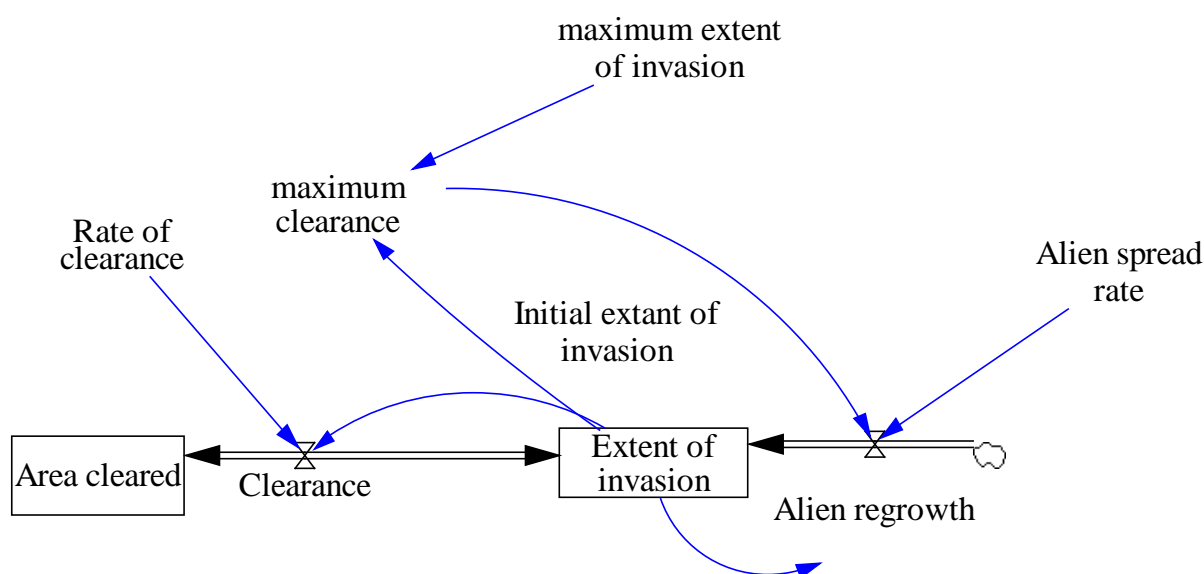 maximum extent
of invasion
maximum
clearance
Rate of
clearance
Alien spread
rate
Initial extant of
invasion
Extent of
invasion
Area cleared
Clearance
Alien regrowth